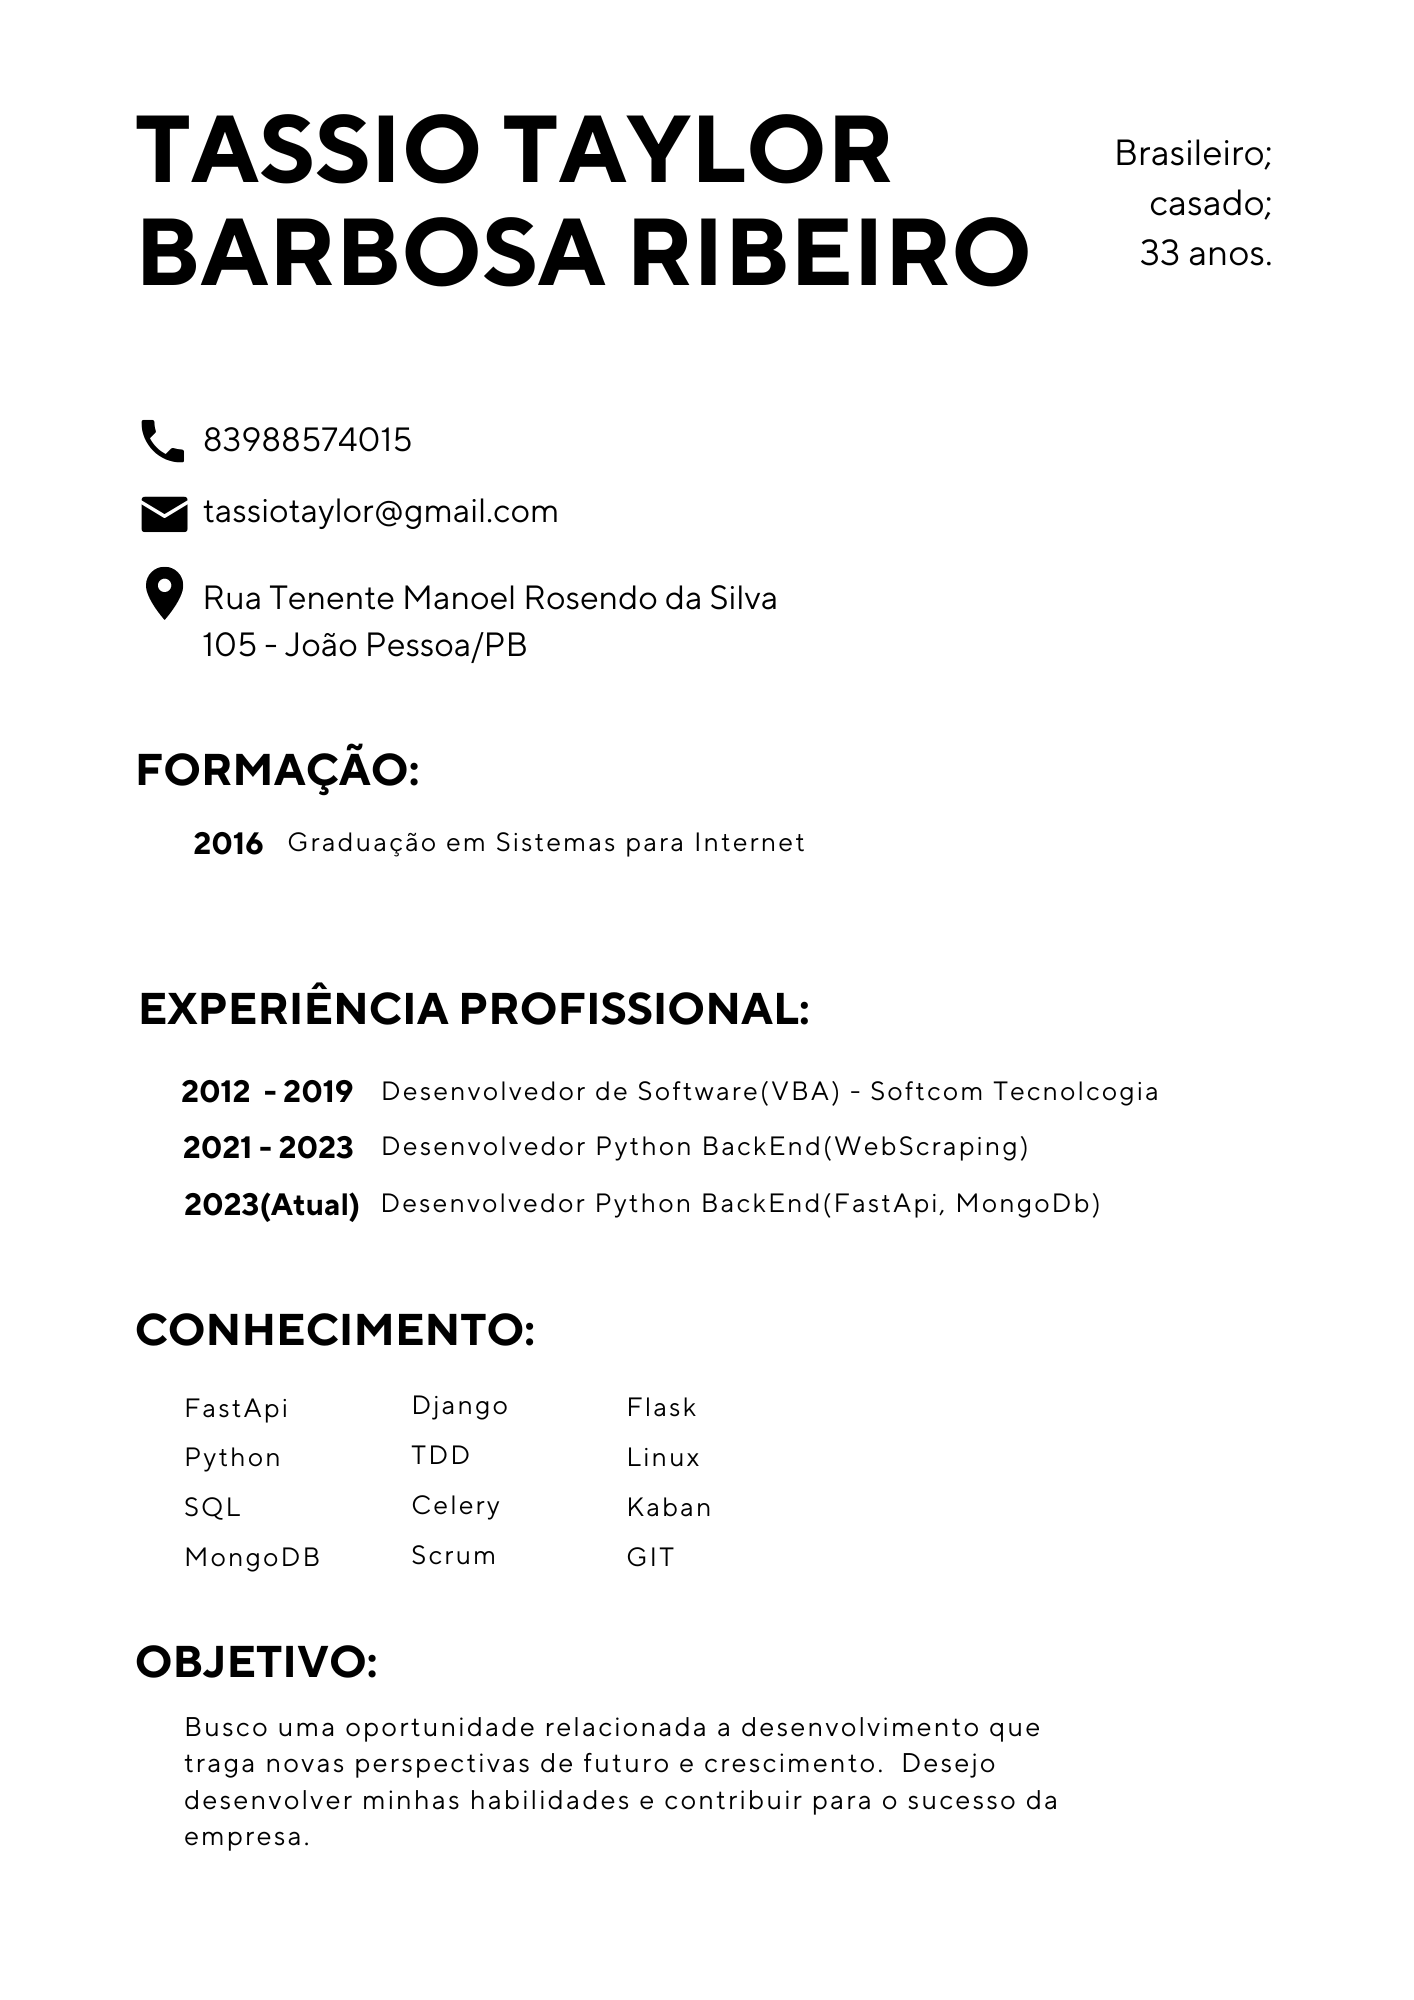 TASSIO TAYLOR
BARBOSA RIBEIRO
Brasileiro;
casado;
33 anos.
83988574015
tassiotaylor@gmail.com
Rua Tenente Manoel Rosendo da Silva
105 - João Pessoa/PB
FORMAÇÃO:
2016 Graduação em Sistemas para Internet
EXPERIÊNCIA PROFISSIONAL:
2012 - 2019 Desenvolvedor de Software(VBA) - Softcom Tecnolcogia
2021 - 2023 Desenvolvedor Python BackEnd(WebScraping)
2023(Atual) Desenvolvedor Python BackEnd(FastApi, MongoDb)
CONHECIMENTO:
FastApi Django Flask
Python TDD Linux
SQL Celery Kaban
MongoDB Scrum GIT
OBJETIVO:
Busco uma oportunidade relacionada a desenvolvimento que
traga novas perspectivas de futuro e crescimento. Desejo
desenvolver minhas habilidades e contribuir para o sucesso da
empresa.